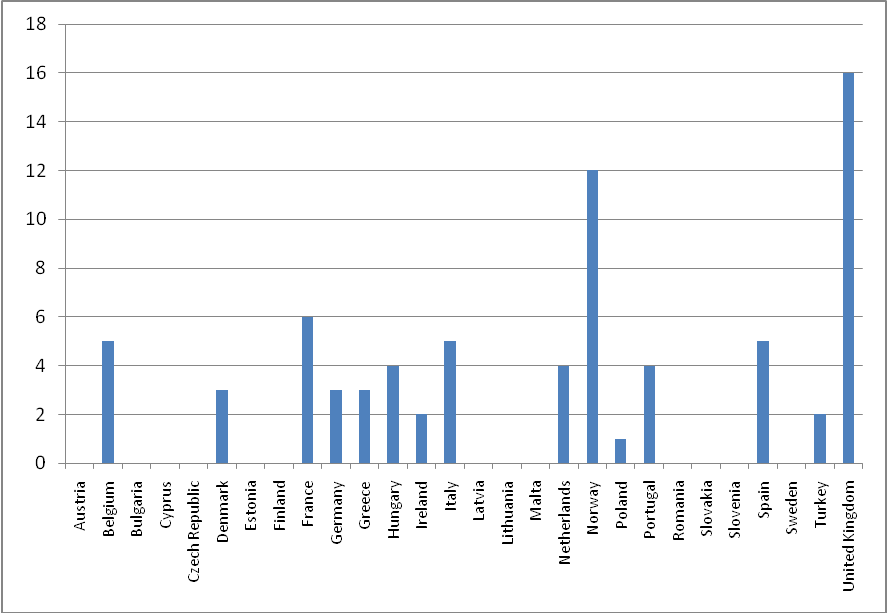 18
16
14
12
10
8
6
4
2
0
Austria
Belgium
Bulgaria
Cyprus
Czech Republic
Denmark
Estonia
Finland
France
Germany
Greece
Hungary
Ireland
Italy
Latvia
Lithuania
Malta
Netherlands
Norway
Poland
Portugal
Romania
Slovakia
Slovenia
Spain
Sweden
Turkey
United Kingdom